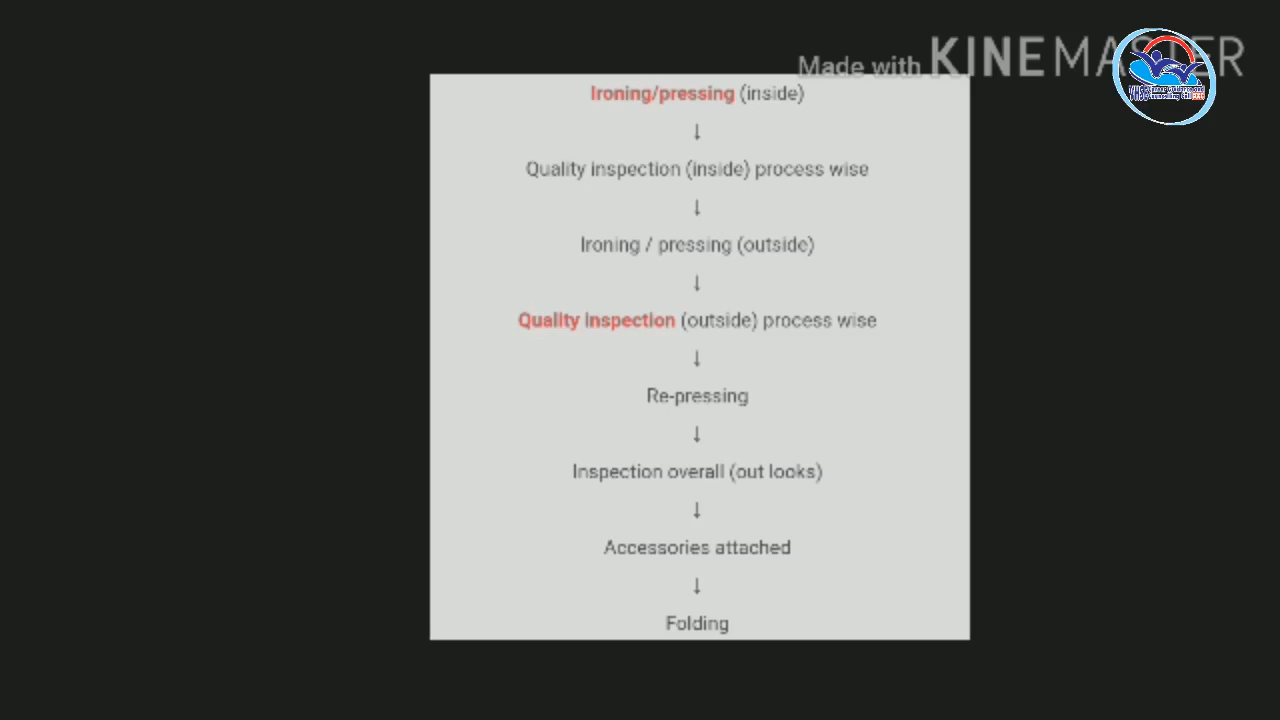 Made with KINEMASTER
Ironing/pressing (inside)
↓
Quality inspection (inside) process wise
↓
Ironing / pressing (outside)
↓
Quality inspection (outside) process wise
↓
Re-pressing
↓
Inspection overall (out looks)
↓
Accessories attached
↓
Folding